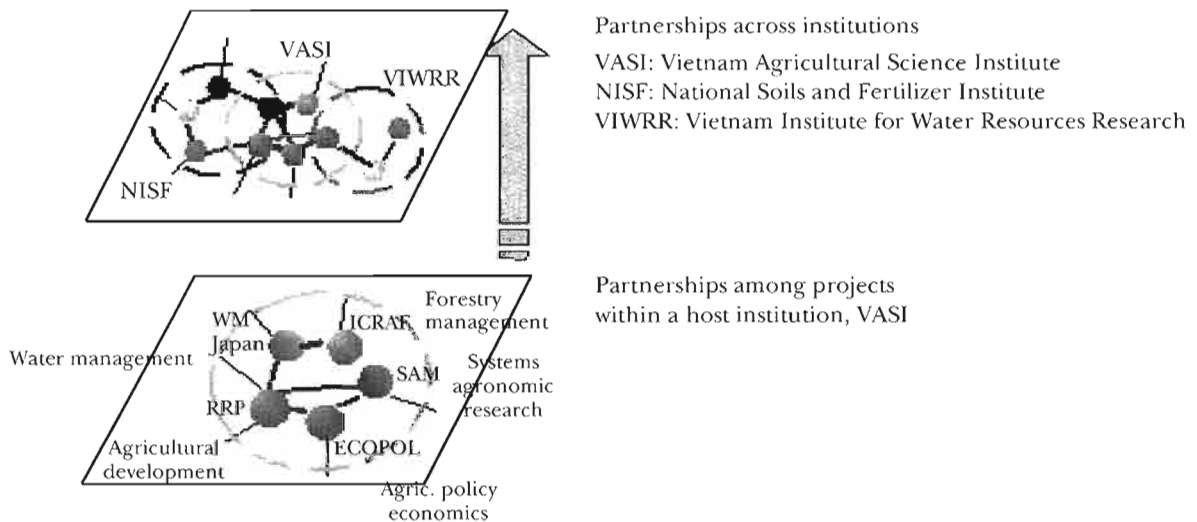 VASI
VIWRR
NISF
Partnerships across institutions
VASI: Vietnam Agricultural Science Institute
NISF: National Soils and Fertilizer Institute
VIWRR: Vietnam Institute for Water Resources Research
Partnerships among projects
within a host institution, VASI
WM
Japan
ICRAF
Forestry
management
Water management
SAM
Systems
agronomic
research
RRP
ECOPOL
Agricultural
development
Agric. policy
economics